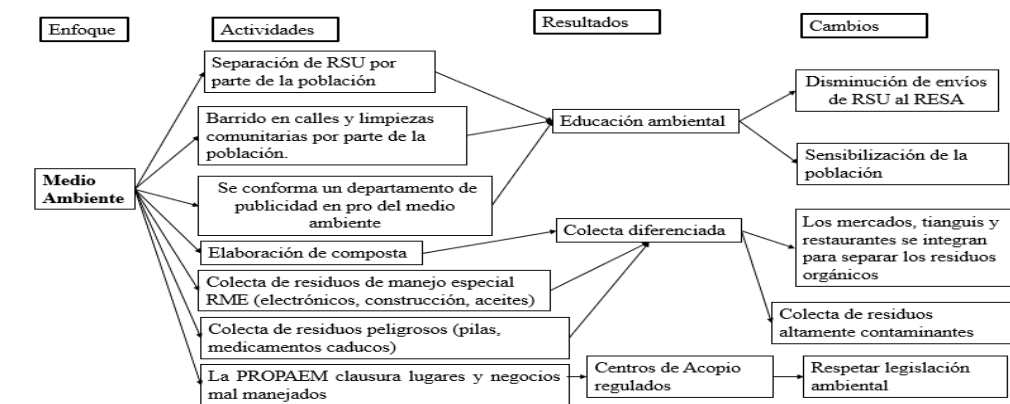 Enfoque
Actividades
Resultados
Cambios
Medio
Ambiente
Separación de RSU por
parte de la población
Barrido en calles y limpiezas
comunitarias por parte de la
población.
Se conforma un departamento de
publicidad en pro del medio
ambiente
Elaboración de composta
Colecta de residuos de manejo especial
RME (electrónicos, construcción, aceites)
Colecta de residuos peligrosos (pilas,
medicamentos caducos)
La PROPAEM clausura lugares y negocios
mal manejados
Educación ambiental
Colecta diferenciada
Centros de Acopio
regulados
Disminución de envíos
de RSU al RESA
Sensibilización de la
población
Los mercados, tianguis y
restaurantes se integran
para separar los residuos
orgánicos
Colecta de residuos
altamente contaminantes
Respetar legislación
ambiental